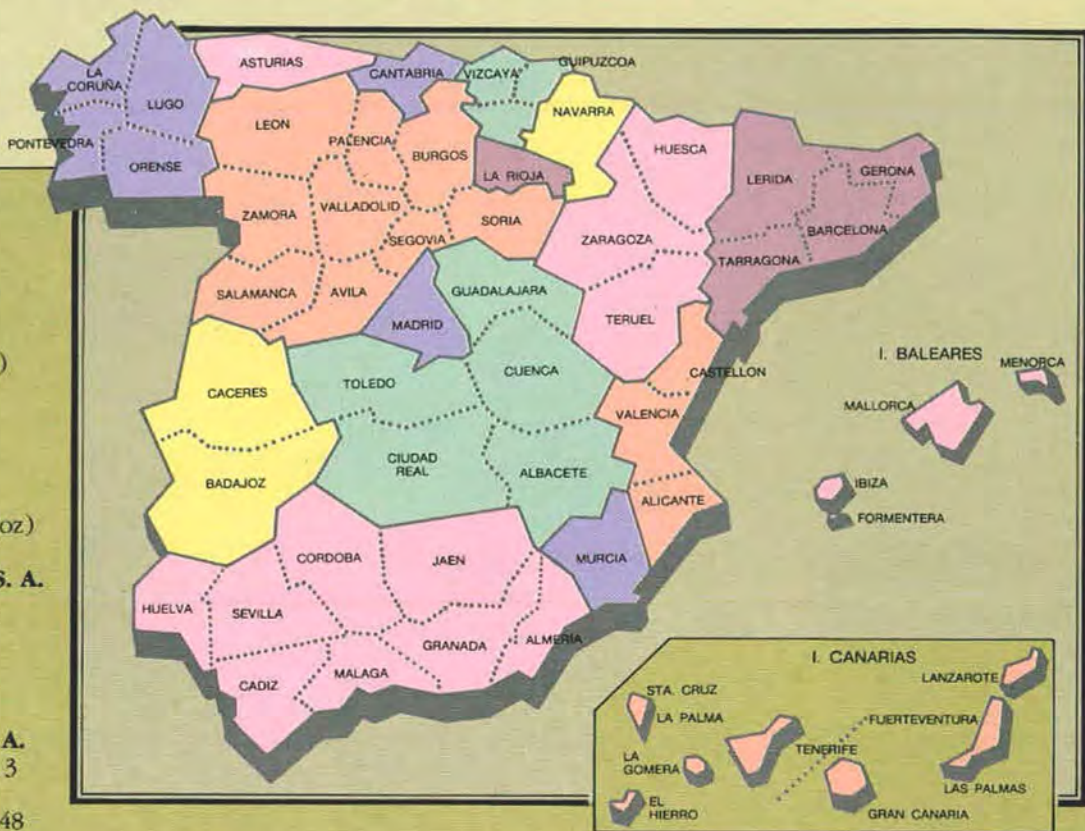 ASTURIAS
CANTABRIA
VIZCAYA
GUIPUZCOA
LA
CORUÑA
LUGO
NAVARRA
LEON
PALENCIA
BURGOS
HUESCA
PONTEVEDRA
ORENSE
LA RIOJA
LERIDA
GERONA
ZAMORA
VALLADOLID
SORIA
BARCELONA
SEGOVIA
ZARAGOZA
TARRAGONA
SALAMANCA
AVILA
GUADALAJARA
MADRID
TERUEL
)
I. BALEARES
MENORCA
TOLEDO
CUENCA
CASTELLON
CACERES
MALLORCA
VALENCIA
CIUDAD
REAL
ALBACETE
BADAJOZ
ALICANTE
IBIZA
FORMENTERA
OZ)
CORDOBA
JAEN
MURCIA
S. A.
HUELVA
SEVILLA
GRANADA
ALMERIA
CADIZ
MALAGA
I. CANARIAS
LANZAROTE
STA. CRUZ
LA PALMA
FUERTEVENTURA
TENERIFE
LA
GOMERA
LAS PALMAS
EL
HIERRO
GRAN CANARIA
A.
3
48